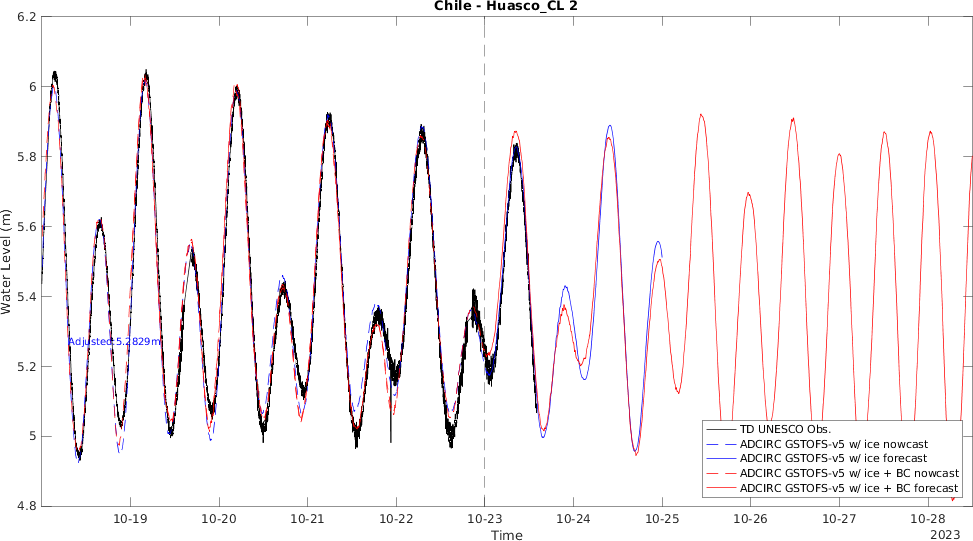 Chile - Huasco_CL 2
6.2
6
5.8
5.6
5.4
5.2
5
4.8
Water Level (m)
Adjusted:5.2829m
TD UNESCO Obs.
ADCIRC GSTOFS-v5 w/ ice nowcast
ADCIRC GSTOFS-v5 w/ ice forecast
ADCIRC GSTOFS-v5 w/ ice + BC nowcast
ADCIRC GSTOFS-v5 w/ ice + BC forecast
10-19 10-20 10-21 10-22 10-23 10-24 10-25 10-26 10-27 10-28
Time
2023